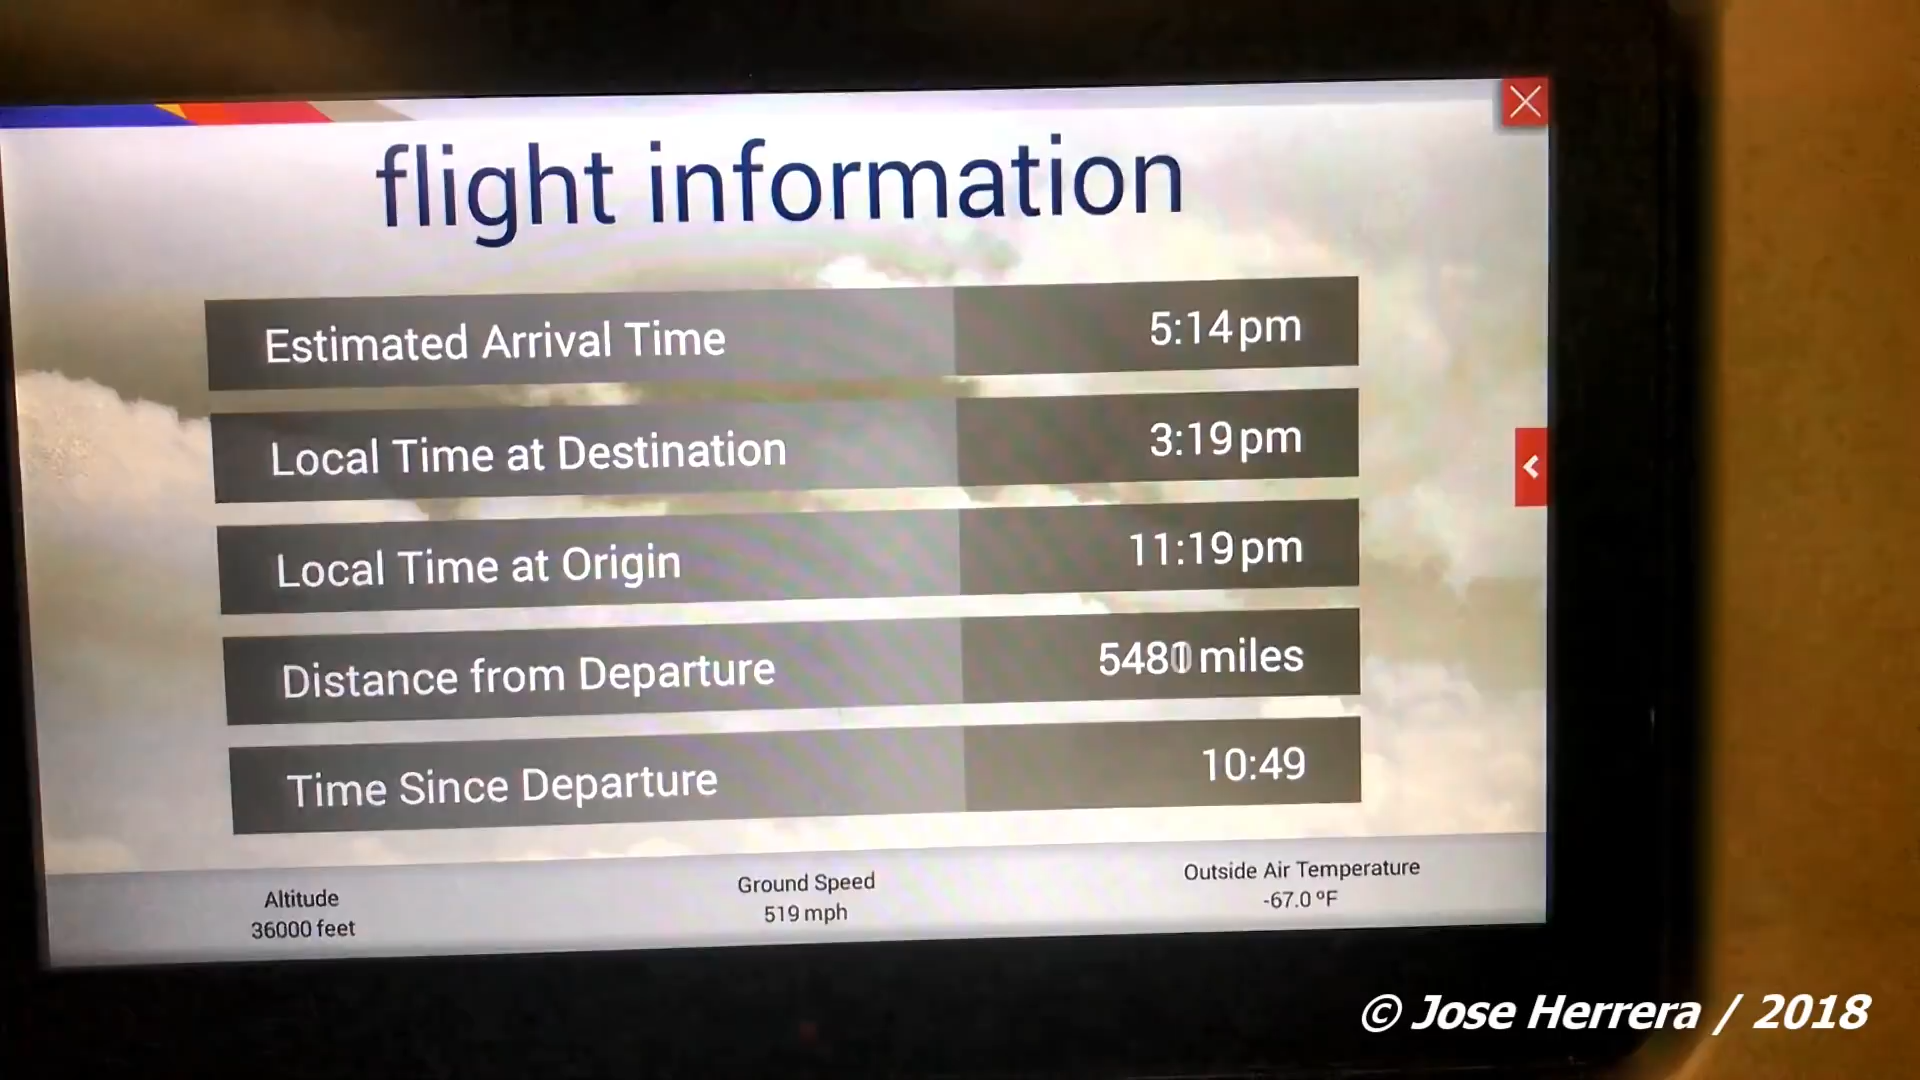 flight information
Estimated Arrival Time 5:14pm
Local Time at Destination 3:19pm
Local Time at Origin 11:19pm
Distance from Departure miles
Time Since Departure 10:49
Altitude
36000 feet
Ground Speed
519 mph
Outside Air Temperature
-67.0 ºF
© Jose Herrera / 2018